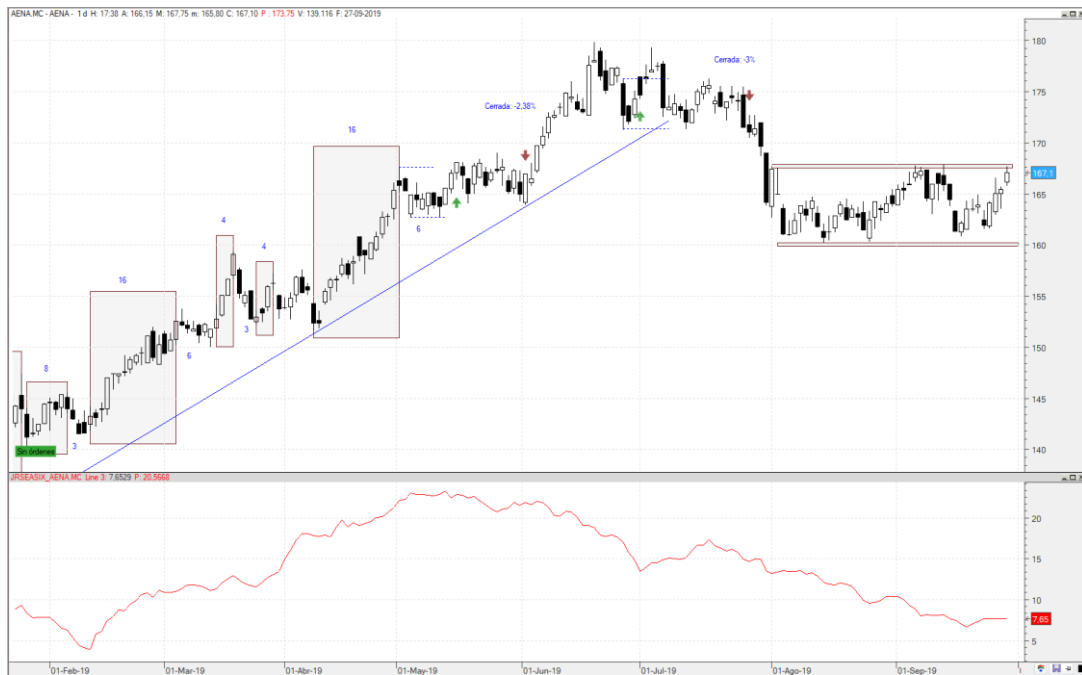 AENA.MC - AENA - 1 d H: 17:38 A: 166,15 M: 167,75 m: 165,80 C: 167,10 P : 173,75 V: 139.116 F: 27-09-2019
180
Cerrada: -3%
175
Cerrada: -2,38%
16
170
167,1
165
6
4
4
160
16
155
3
6
150
8
145
3
Sin órdenes
140
JRSEASIX_AENA.MC Line 3: 7.6529 P: 20.5668
20
15
10
7,65
5
01-Feb-19
01-Mar-19
01-Abr-19
01-May-19
01-Jun-19
01-Jul-19
01-Ago-19
01-Sep-19